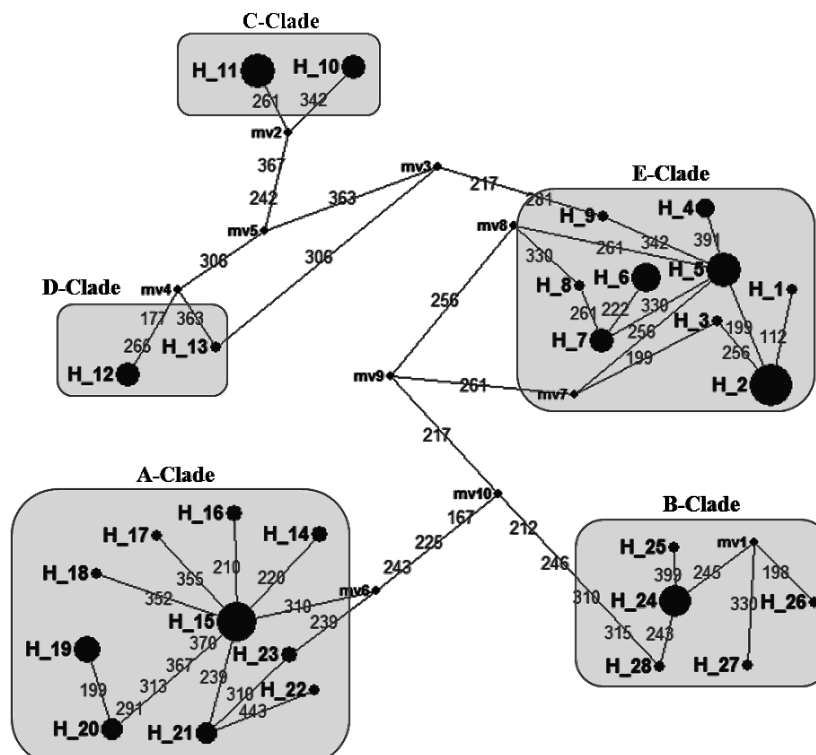 C-Clade
H_11 H_10
261 342
mv2
367
242
mv5
363
mv3
217
281
306
306
mv4
D-Clade
177 363
266
H_12
H_13
E-Clade
H_9 H_4
mv8
342 391
261
H_5
330
H_8 H_6
H_1
261 222 330
H_3
256
199
112
H_7
199
256
H_2
mv7
256
mv9
261
217
mv10
A-Clade
H_16
H_17 H_14
210
355 220
H_18
352
310
H_15
mv6
243
225
167
370
H_19
367
H_23
239
239
313
310
H_22
199
291
443
H_20
H_21
B-Clade
212
246
310
315
H_25
mv1
399 245
198
H_24
330
H_26
243
H_28
H_27